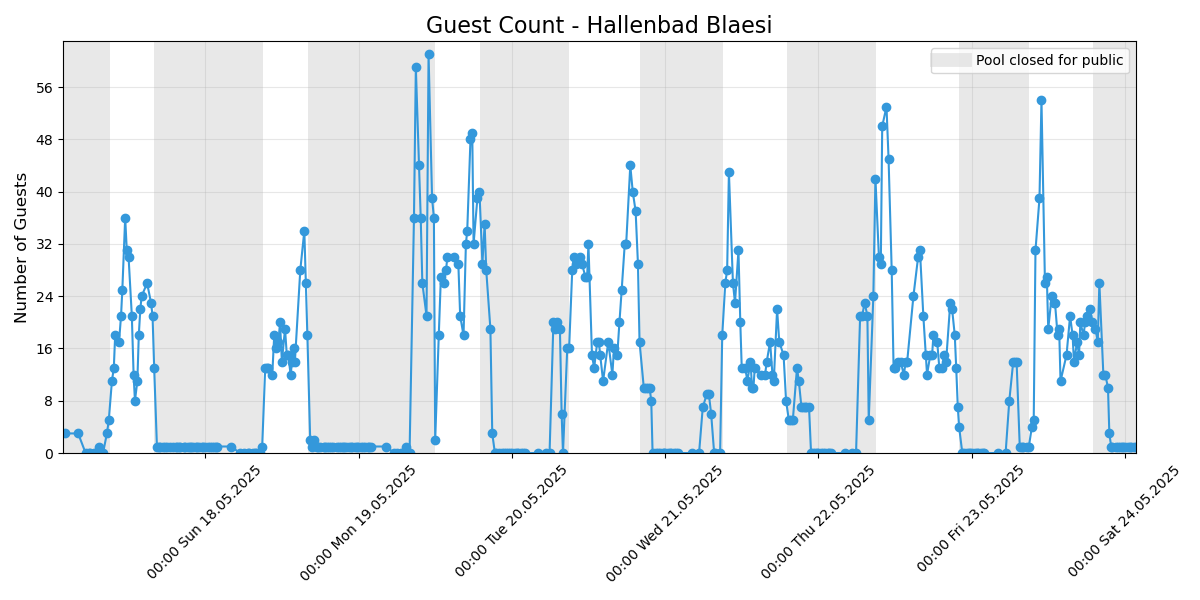 Guest Count - Hallenbad Blaesi
Pool closed for public
Number of Guests
56
48
40
32
24
16
8
0
00:00 Sun 18.05.2025
00:00 Mon 19.05.2025
00:00 Tue 20.05.2025
00:00 Wed 21.05.2025
00:00 Thu 22.05.2025
00:00 Fri 23.05.2025
00:00 Sat 24.05.2025